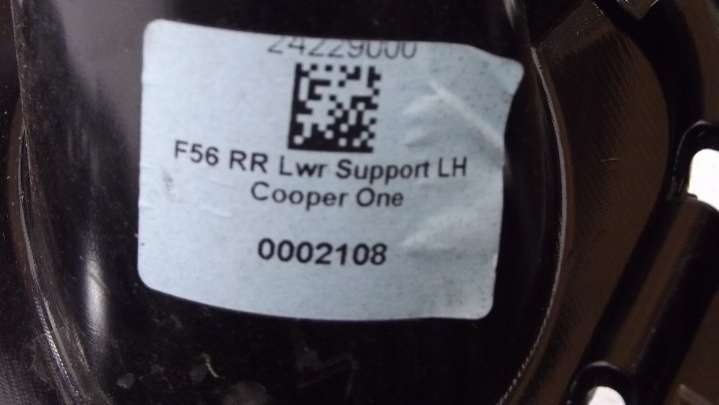 24229000
F56 RR Lwr Support LH
Cooper One
0002108